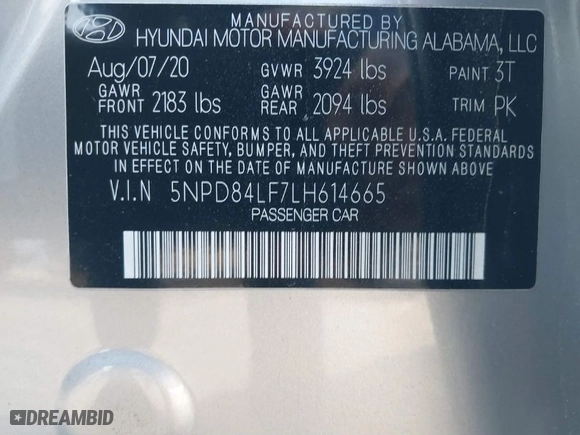 MANUFACTURED BY
HYUNDAI MOTOR MANUFACTURING ALABAMA, LLC
Aug/07/20 GVWR 3924 lbs PAINT 3T
GAWR FRONT 2183 lbs GAWR REAR 2094 lbs TRIM PK
THIS VEHICLE CONFORMS TO ALL APPLICABLE U.S.A. FEDERAL
MOTOR VEHICLE SAFETY, BUMPER, AND THEFT PREVENTION STANDARDS
IN EFFECT ON THE DATE OF MANUFACTURE SHOWN ABOVE
V.I.N 5NPD84LF7LH614665
PASSENGER CAR
DREAMBID